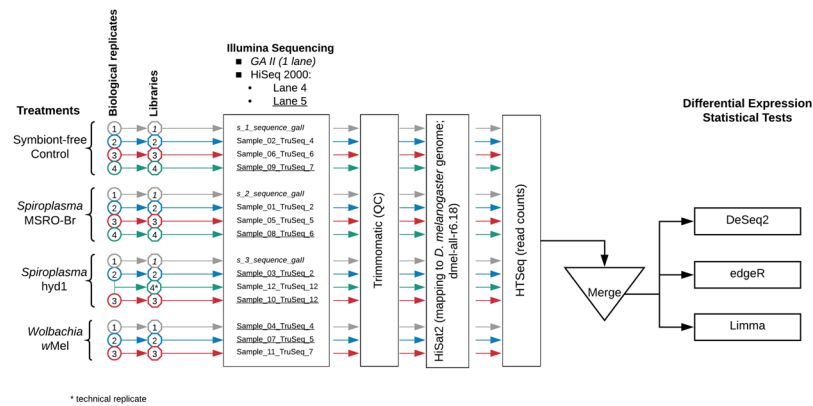 Illumina Sequencing
GA II (1 lane)
HiSeq 2000:
Lane 4
Lane 5
Biological replicates
Libraries
Treatments
Differential Expression
Statistical Tests
Symbiont-free
Control
1 1 s_1_sequence_gaII
2 2 Sample_02_TruSeq_4
3 3 Sample_06_TruSeq_6
4 4 Sample_09_TruSeq_7
Spiroplasma
MSRO-Br
1 1 s_2_sequence_gaII
2 2 Sample_01_TruSeq_2
3 3 Sample_05_TruSeq_5
4 4 Sample_08_TruSeq_6
Spiroplasma
hyd1
1 1 s_3_sequence_gaII
2 2 Sample_03_TruSeq_2
4* Sample_12_TruSeq_12
3 3 Sample_10_TruSeq_12
Wolbachia
wMel
1 1 Sample_04_TruSeq_4
2 2 Sample_07_TruSeq_5
3 3 Sample_11_TruSeq_7
Trimmomatic (QC)
HiSat2 (mapping to D. melanogaster genome;
dmel-all-r6.18)
HTSeq (read counts)
Merge
DeSeq2
edgeR
Limma
* technical replicate